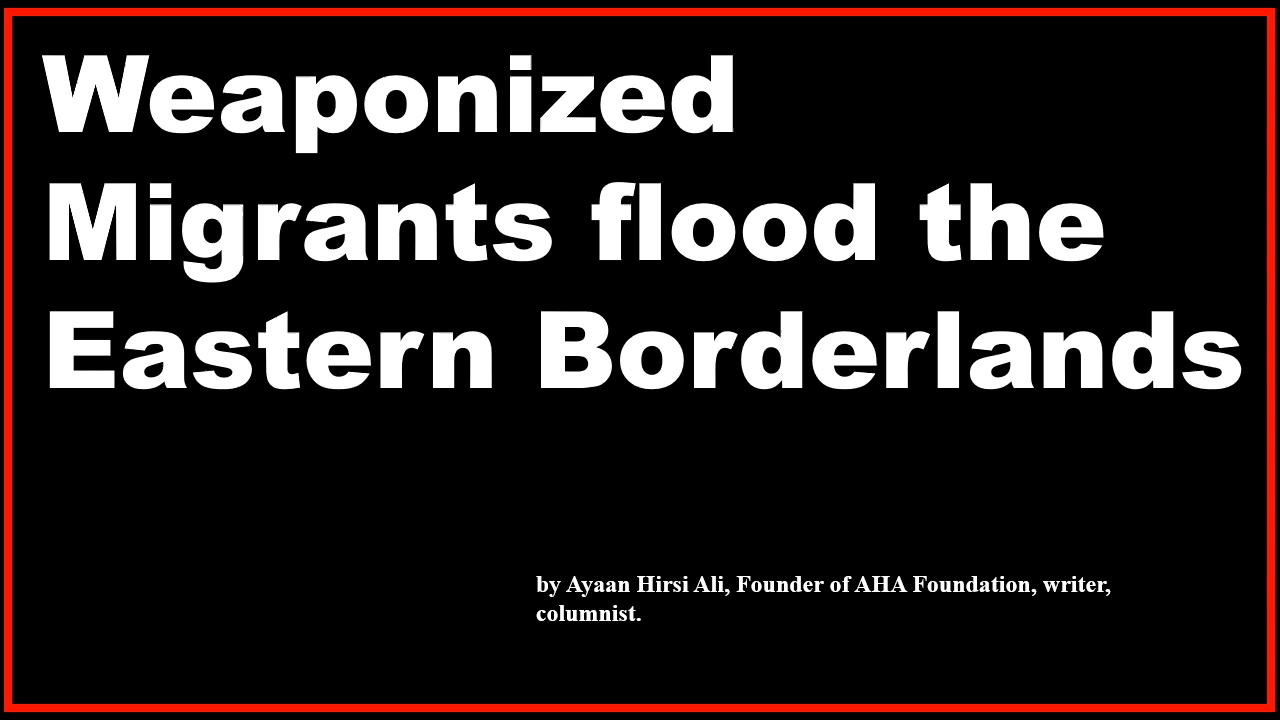 Weaponized
Migrants flood the
Eastern Borderlands
by Ayaan Hirsi Ali, Founder of AHA Foundation, writer,
columnist.